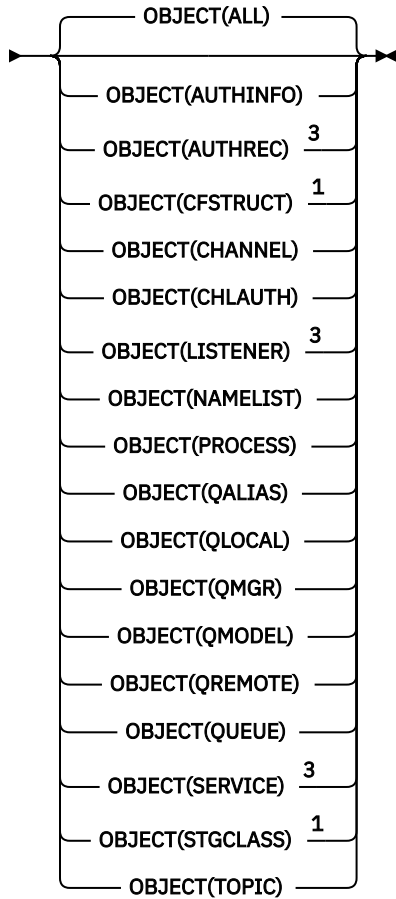 OBJECT(ALL)
OBJECT(AUTHINFO)
OBJECT(AUTHREC) 3
OBJECT(CFSTRUCT) 1
OBJECT(CHANNEL)
OBJECT(CHLAUTH)
OBJECT(LISTENER) 3
OBJECT(NAMELIST)
OBJECT(PROCESS)
OBJECT(QALIAS)
OBJECT(QLOCAL)
OBJECT(QMGR)
OBJECT(QMODEL)
OBJECT(QREMOTE)
OBJECT(QUEUE)
OBJECT(SERVICE) 3
OBJECT(STGCLASS) 1
OBJECT(TOPIC)